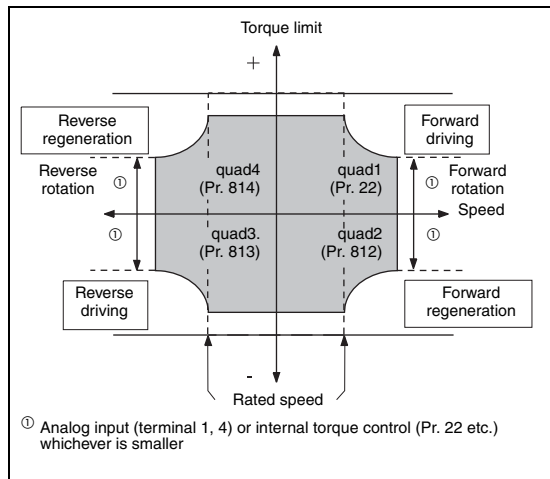 Torque limit
+
Reverse
regeneration
Forward
driving
Reverse
rotation
①
quad4
(Pr. 814)
quad1
(Pr. 22)
①
Forward
rotation
Speed
①
quad3.
(Pr. 813)
quad2
(Pr. 812)
①
Reverse
driving
Forward
regeneration
-
Rated speed
① Analog input (terminal 1, 4) or internal torque control (Pr. 22 etc.)
whichever is smaller